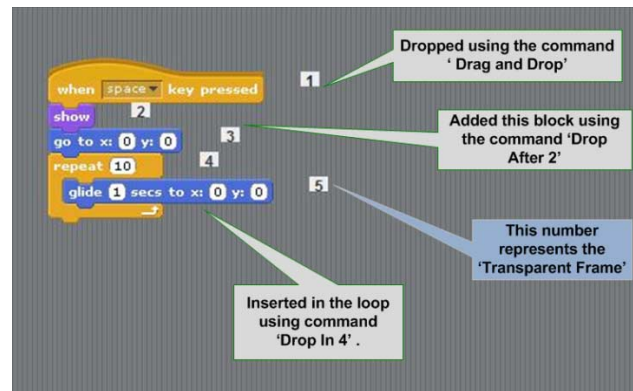 Dropped using the command
' Drag and Drop'
when space key pressed
1
show
2
Added this block using
the command 'Drop
After 2'
go to x: 0 y: 0
3
repeat 10
4
glide 1 secs to x: 0 y: 0
5
This number
represents the
'Transparent Frame'
Inserted in the loop
using command
'Drop In 4' .